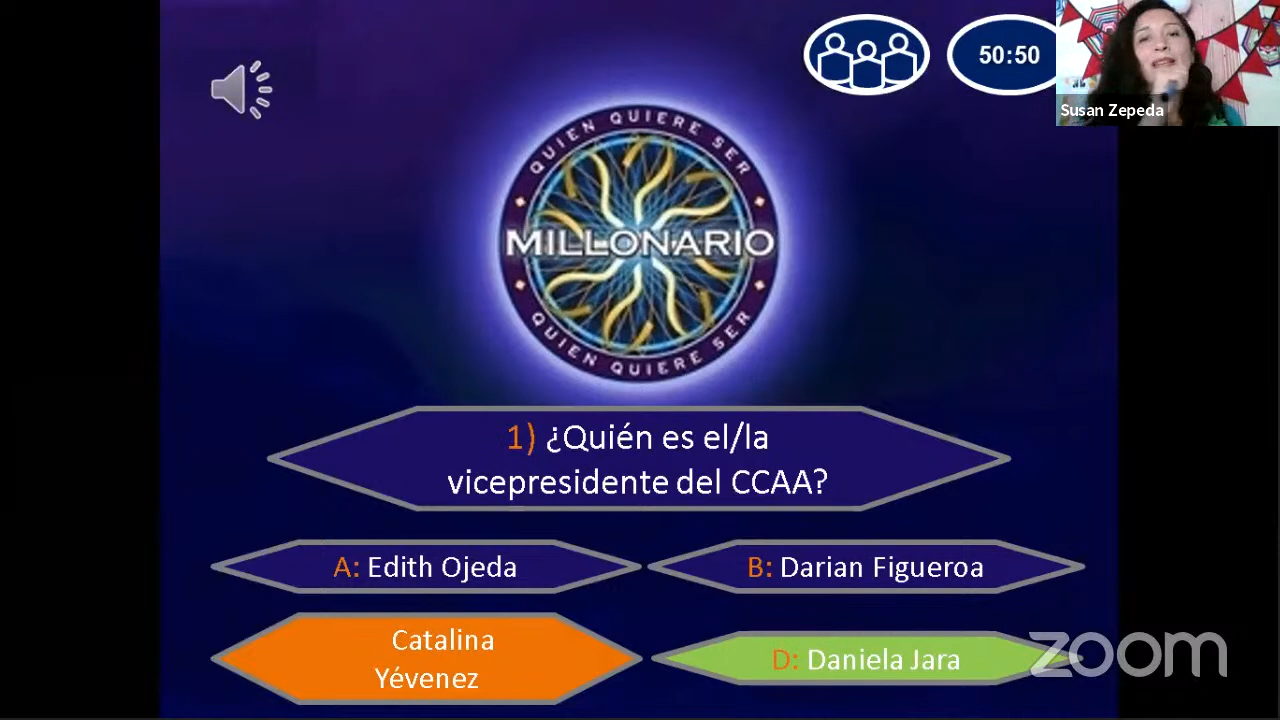 50:50
Susan Zepeda
QUIEN QUIERE SER
MILLONARIO
QUIEN QUIERE SER
1) ¿Quién es el/la
vicepresidente del CCAA?
A: Edith Ojeda
B: Darian Figueroa
Catalina
Yévenez
D: Daniela Jara
zoom